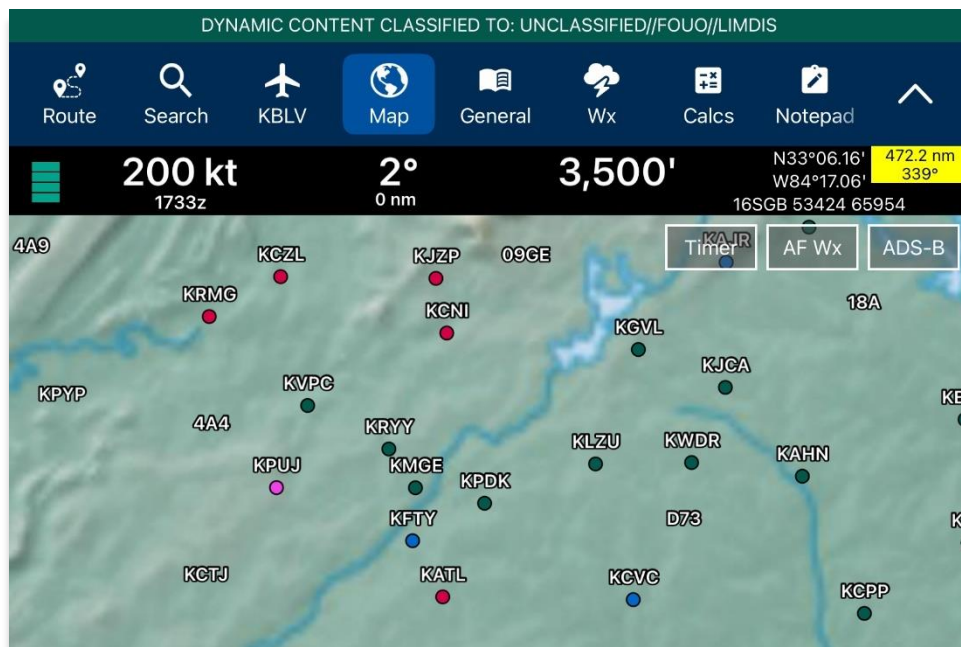 DYNAMIC CONTENT CLASSIFIED TO: UNCLASSIFIED//FOUO//LIMDIS
Route Search KBLV Map General Wx Calcs Notepad
200 kt 2° 3,500' N33°06.16' 472.2 nm
W84°17.06' 339°
1733z 0 nm 16SGB 53424 65954
Timer KAJR AF Wx ADS-B
4A9 KCZL KJZP 09GE
KRMG KCNI 18A
KGVL
KJCA
KPYP KVPC
4A4 KRYY
KLZU KWDR KAHN
KPUJ KMGE KPDK
KFTY D73
KCTJ KATL KCVC KCPP